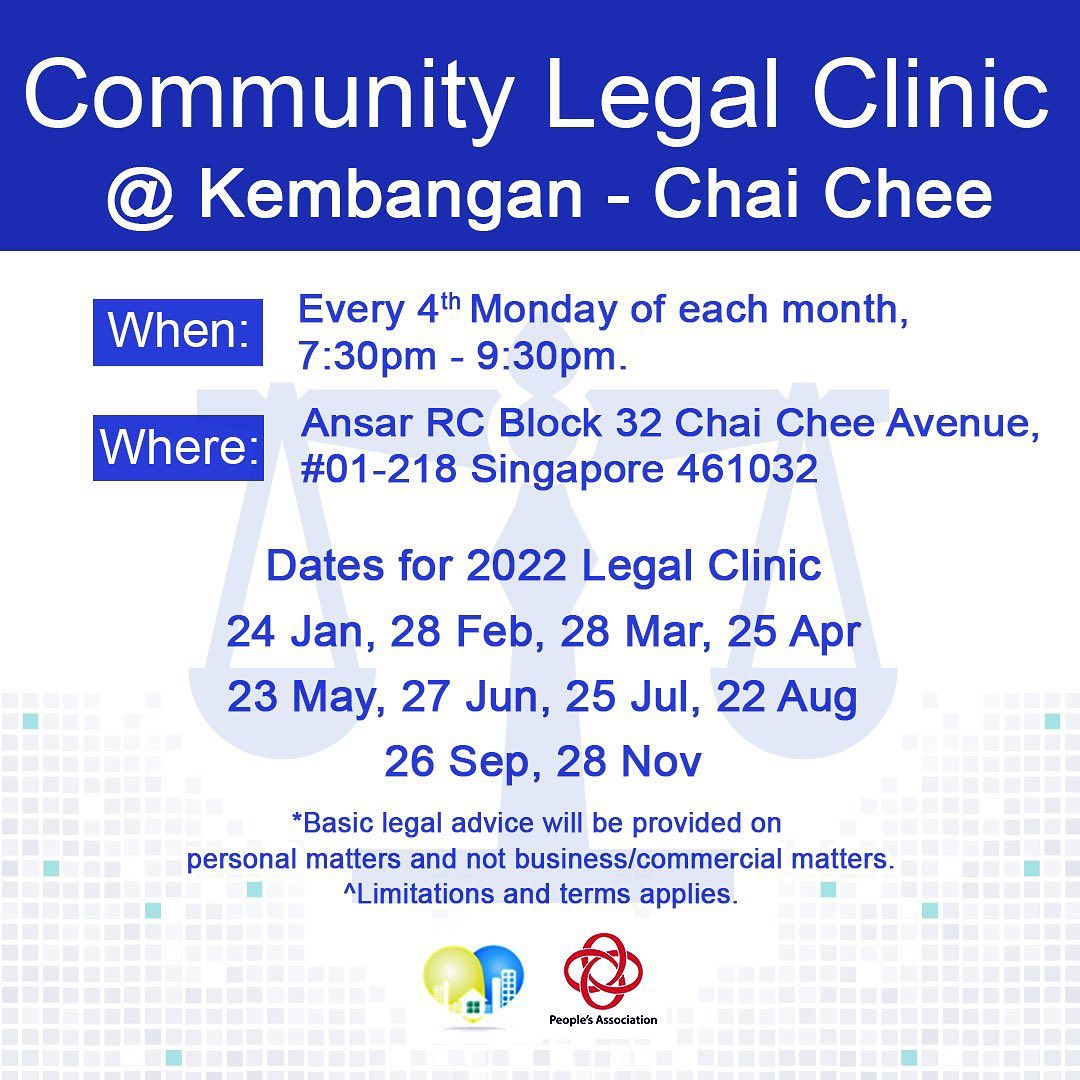 Community Legal Clinic
@ Kembangan - Chai Chee
When:
Every 4th Monday of each month,
7:30pm - 9:30pm.
Where:
Ansar RC Block 32 Chai Chee Avenue,
#01-218 Singapore 461032
Dates for 2022 Legal Clinic
24 Jan, 28 Feb, 28 Mar, 25 Apr
23 May, 27 Jun, 25 Jul, 22 Aug
26 Sep, 28 Nov
*Basic legal advice will be provided on
personal matters and not business/commercial matters.
^Limitations and terms applies.
People's Association